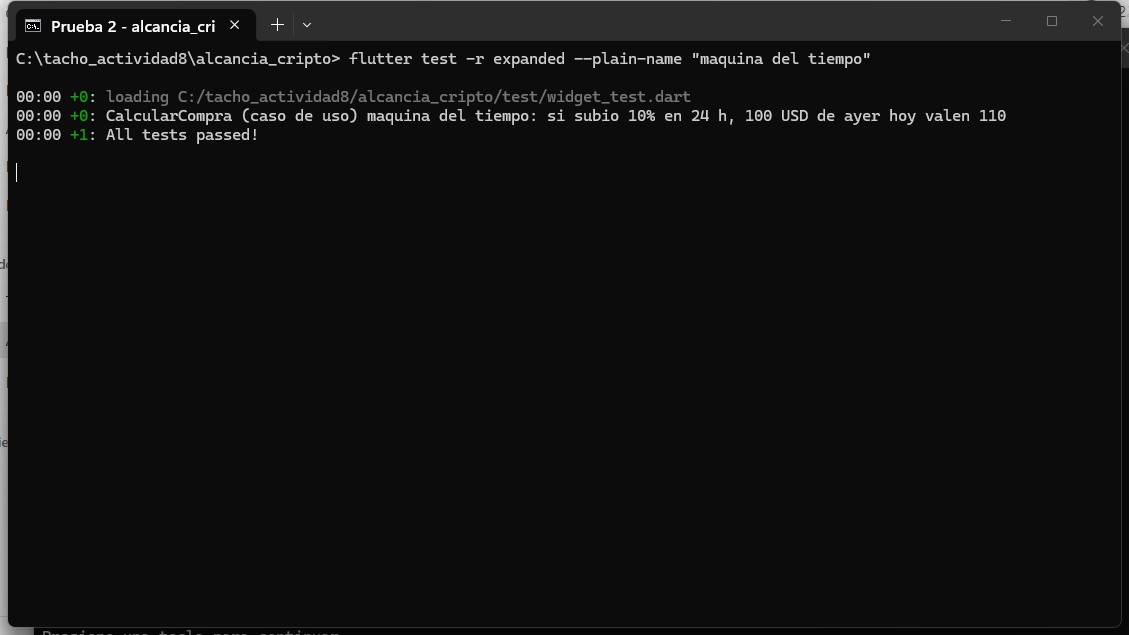 Prueba 2 - alcancia_cri
C:\tacho_actividad8\alcancia_cripto> flutter test -r expanded --plain-name "maquina del tiempo"
00:00 +0: loading C:/tacho_actividad8/alcancia_cripto/test/widget_test.dart
00:00 +0: CalcularCompra (caso de uso) maquina del tiempo: si subio 10% en 24 h, 100 USD de ayer hoy valen 110
00:00 +1: All tests passed!